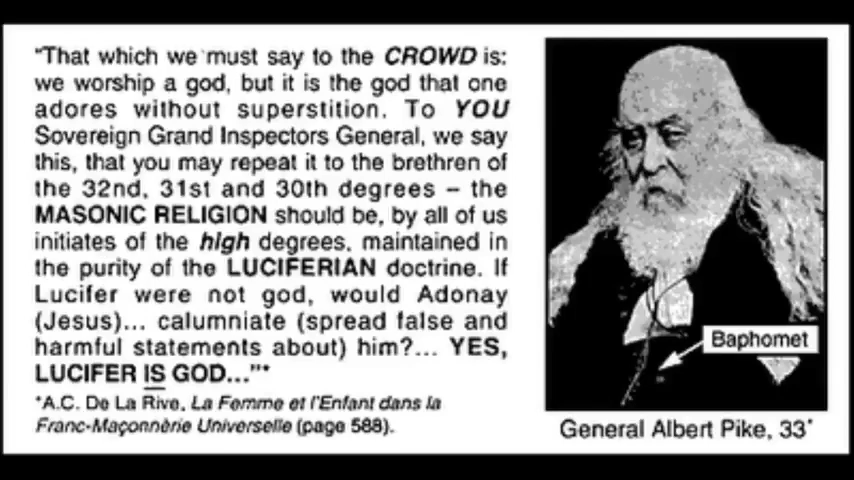 "That which we must say to the CROWD is:
we worship a god, but it is the god that one
adores without superstition. To YOU
Sovereign Grand Inspectors General, we say
this, that you may repeat it to the brethren of
the 32nd, 31st and 30th degrees – the
MASONIC RELIGION should be, by all of us
initiates of the high degrees, maintained in
the purity of the LUCIFERIAN doctrine. If
Lucifer were not god, would Adonay
(Jesus)... calumniate (spread false and
harmful statements about) him?... YES,
LUCIFER IS GOD..."*
*A.C. De La Rive, La Femme et l'Enfant dans la
Franc-Maçonnèrie Universelle (page 588).
Baphomet
General Albert Pike, 33°